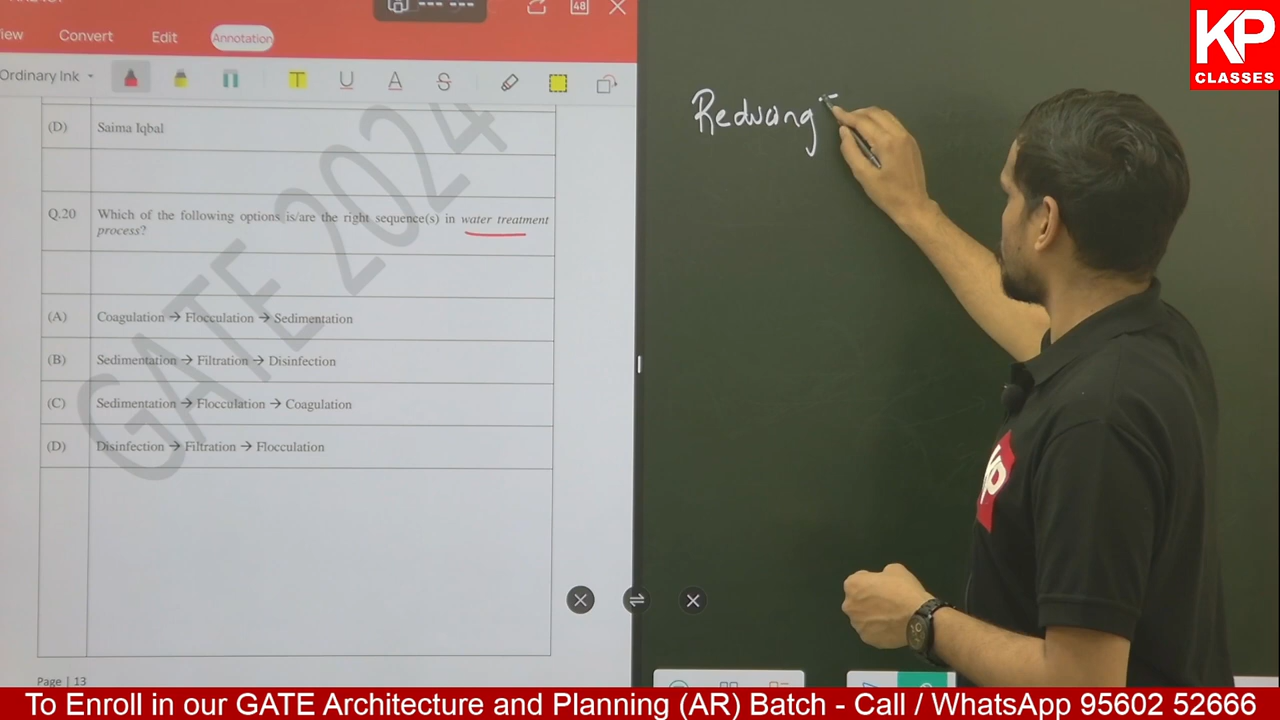 48
iew
Convert
Edit
Annotation
Ordinary Ink
T
U
A
S
KP
CLASSES
(D) Saima Iqbal
Q.20 Which of the following options is/are the right sequence(s) in water treatment
process?
(A) Coagulation → Flocculation → Sedimentation
(B) Sedimentation → Filtration → Disinfection
(C) Sedimentation → Flocculation → Coagulation
(D) Disinfection → Filtration → Flocculation
GATE 2024
Page | 13
Reducing
To Enroll in our GATE Architecture and Planning (AR) Batch - Call / WhatsApp 95602 52666